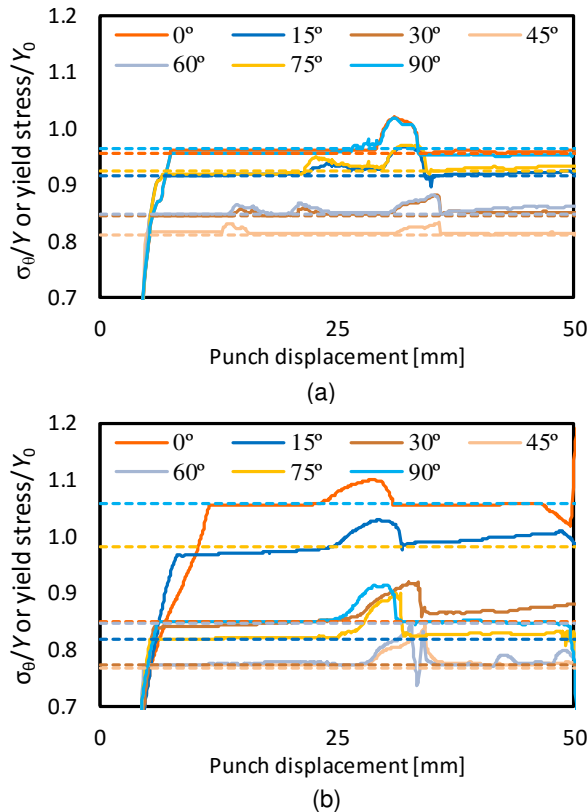 (a)
0º 15º 30º 45º
60º 75º 90º
σθ/Y or yield stress/Y0
1.2
1.1
1.0
0.9
0.8
0.7
0 25 50
Punch displacement [mm]
(a)
0º 15º 30º 45º
60º 75º 90º
σθ/Y or yield stress/Y0
1.2
1.1
1.0
0.9
0.8
0.7
0 25 50
Punch displacement [mm]
(b)